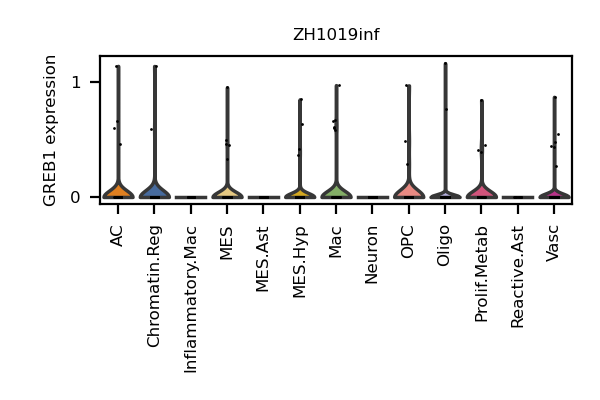 ZH1019inf
GREB1 expression
1
0
AC
Chromatin.Reg
Inflammatory.Mac
MES
MES.Ast
MES.Hyp
Mac
Neuron
OPC
Oligo
Prolif.Metab
Reactive.Ast
Vasc